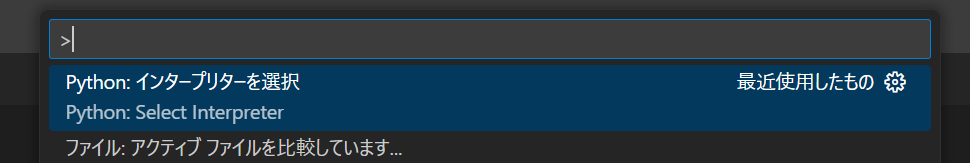 >
Python: インタープリターを選択 最近使用したもの
Python: Select Interpreter
ファイル: アクティブ ファイルを比較しています...